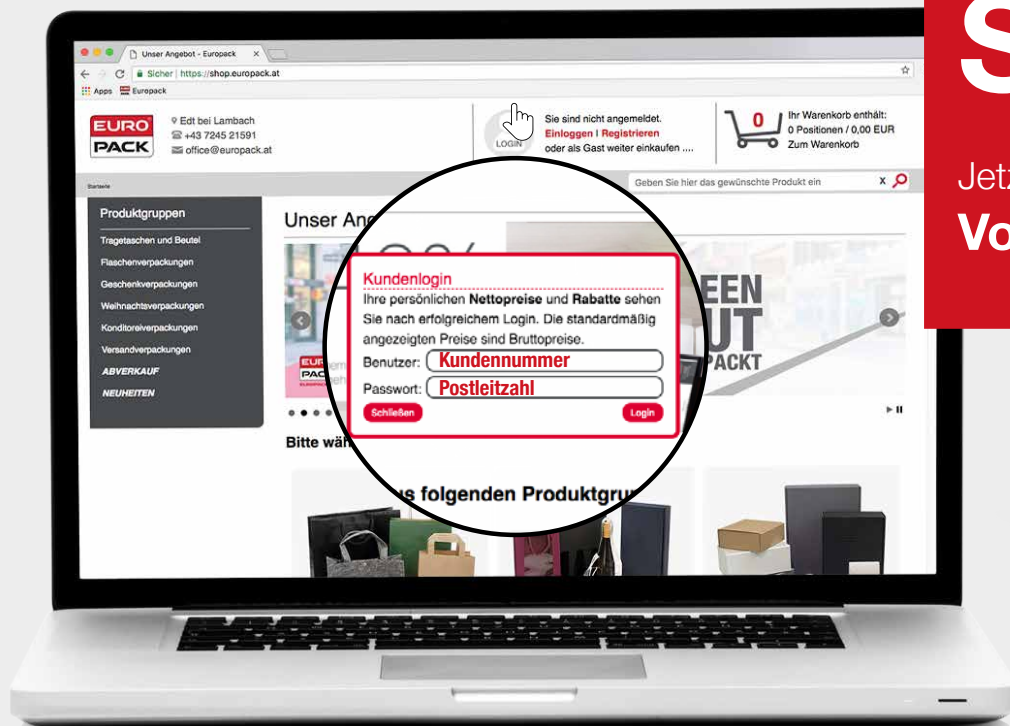 Unser Angebot - Europack
Sicher | https://shop.europack.at
Apps Europack
EURO
PACK
Edt bei Lambach
+43 7245 21591
office@europack.at
LOGIN
Sie sind nicht angemeldet.
Einloggen I Registrieren
oder als Gast weiter einkaufen ....
0
Ihr Warenkorb enthält:
0 Positionen / 0,00 EUR
Zum Warenkorb
Startseite
Geben Sie hier das gewünschte Produkt ein X
Produktgruppen
Tragetaschen und Beutel
Flaschenverpackungen
Geschenkverpackungen
Weihnachtsverpackungen
Konditoreiverpackungen
Versandverpackungen
ABVERKAUF
NEUHEITEN
Unser An
EEN
UT
PACKT
Kundenlogin
Ihre persönlichen Nettopreise und Rabatte sehen
Sie nach erfolgreichem Login. Die standardmäßig
angezeigten Preise sind Bruttopreise.
Benutzer: Kundennummer
Passwort: Postleitzahl
Schließen Login
Bitte wäh
s folgenden Produktgru
S
Jetz
Vo